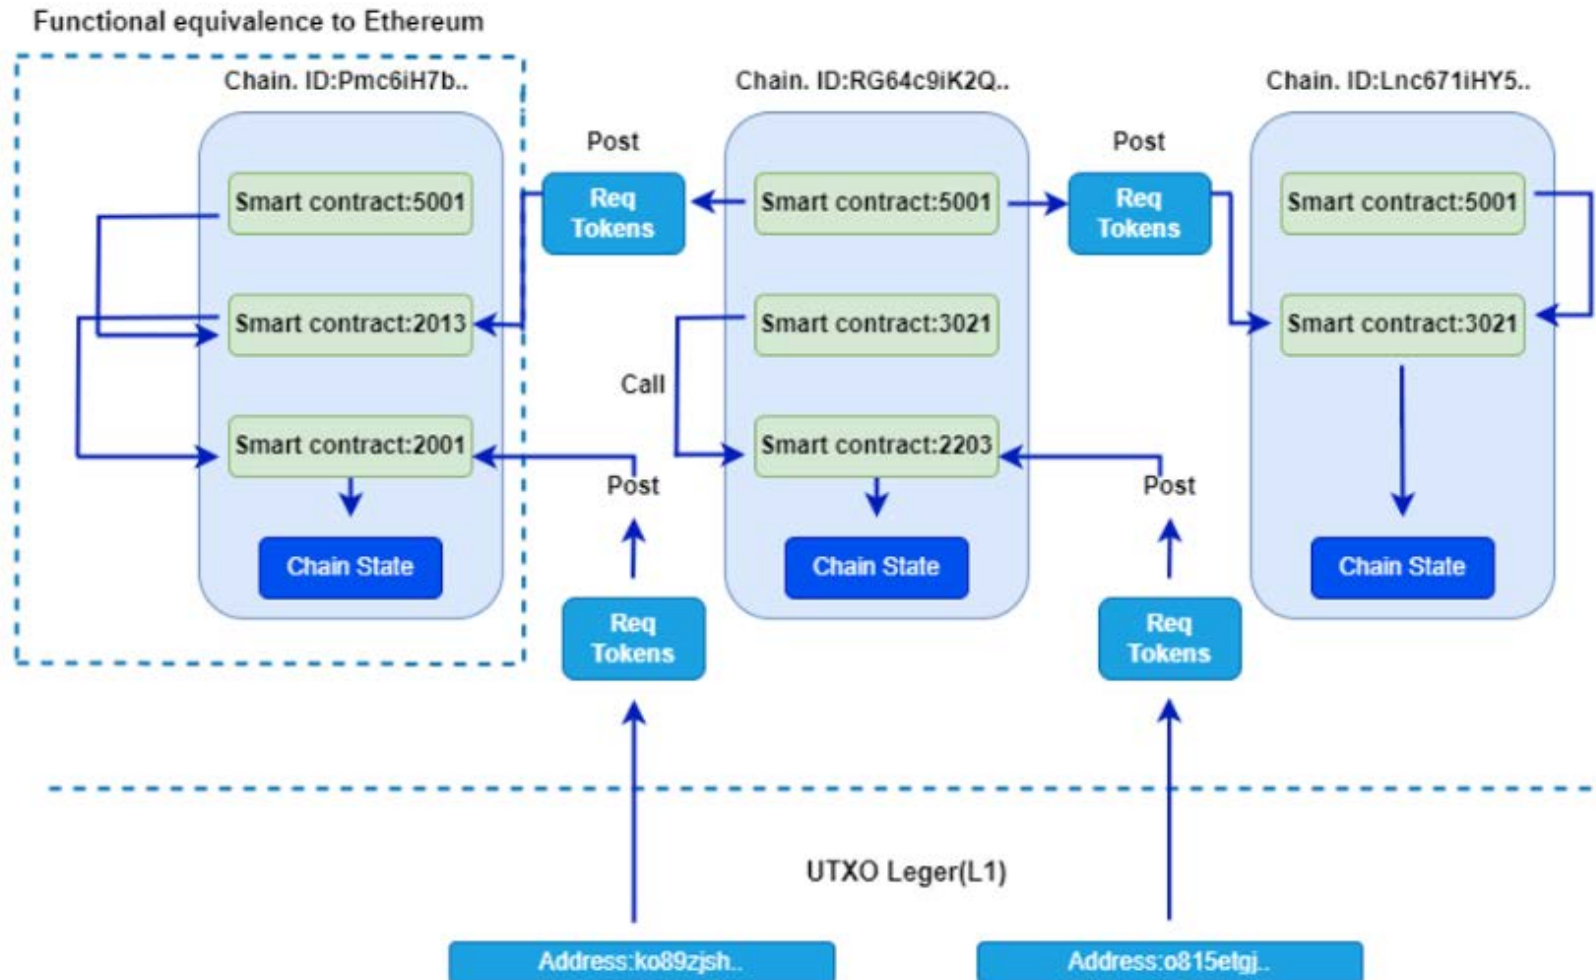 Functional equivalence to Ethereum
Chain. ID:Pmc6iH7b..
Chain. ID:RG64c9iK2Q..
Chain. ID:Lnc671iHY5..
Post
Post
Smart contract:5001
Req
Tokens
Smart contract:5001
Req
Tokens
Smart contract:5001
Smart contract:2013
Smart contract:3021
Smart contract:3021
Call
Smart contract:2001
Smart contract:2203
Post
Post
Chain State
Chain State
Chain State
Req
Tokens
Req
Tokens
UTXO Leger(L1)
Address:ko89zjsh..
Address:o815etgj..